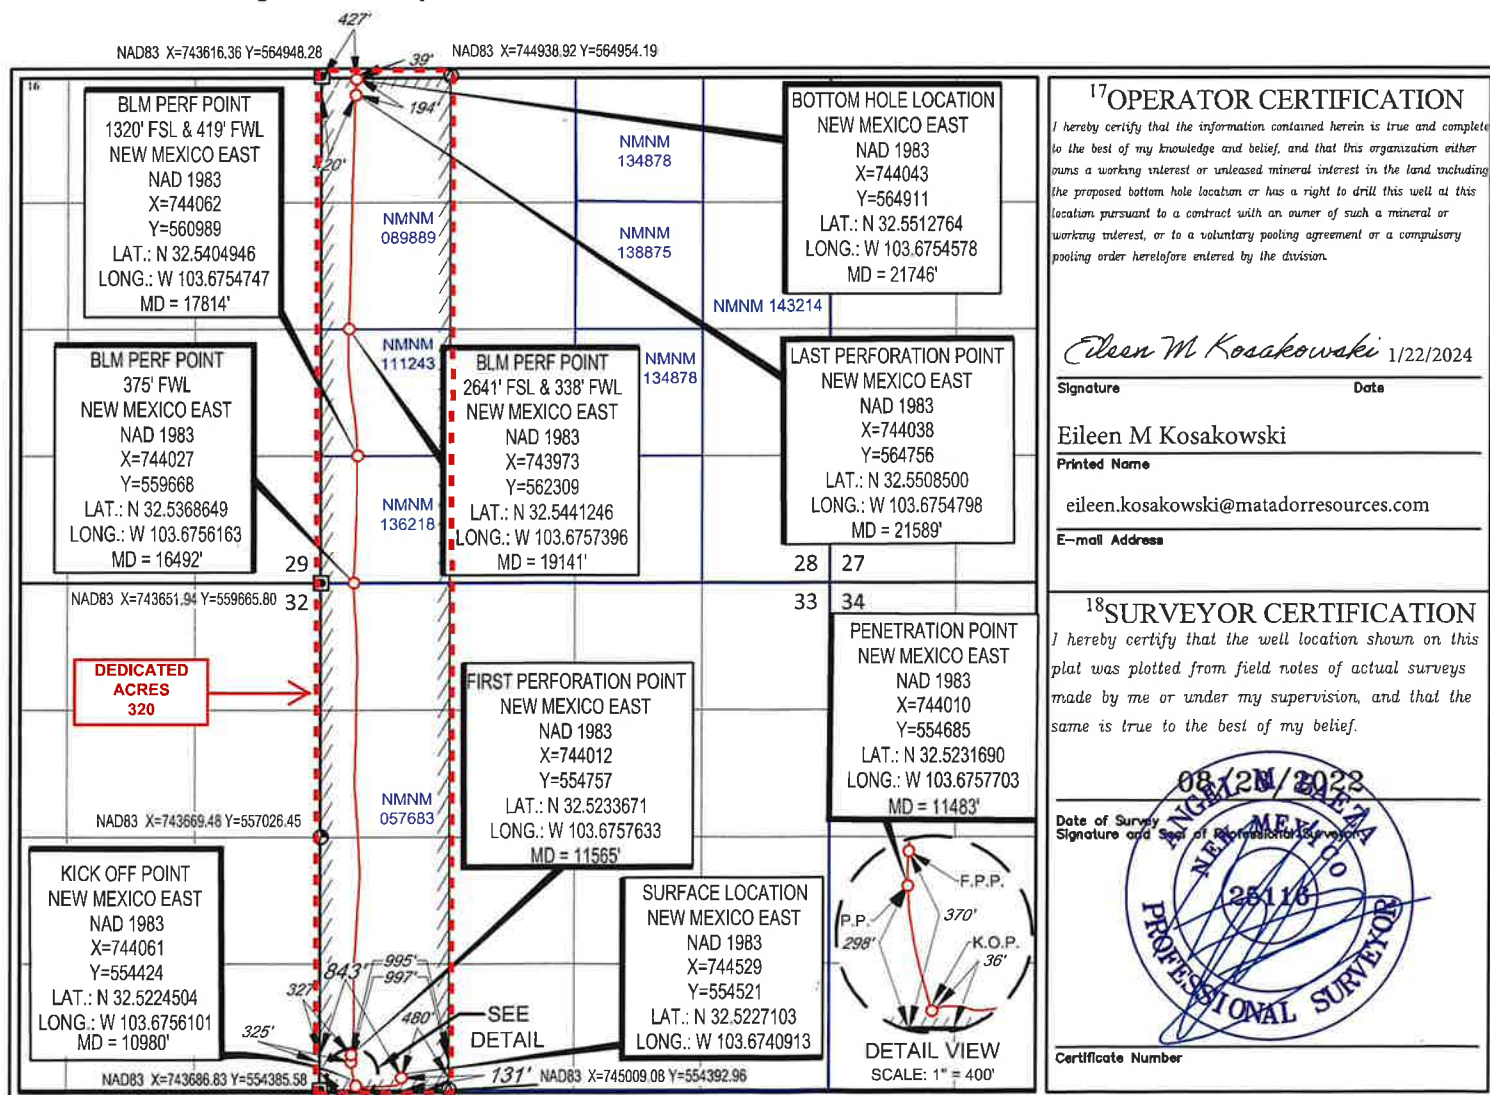 427'
NAD83 X=743616.36 Y=564948.28
39'
NAD83 X=744938.92 Y=564954.19
16
194'
420'
BLM PERF POINT
1320' FSL & 419' FWL
NEW MEXICO EAST
NAD 1983
X=744062
Y=560989
LAT.: N 32.5404946
LONG.: W 103.6754747
MD = 17814'
NMNM
089889
NMNM
134878
NMNM
138875
NMNM 143214
BOTTOM HOLE LOCATION
NEW MEXICO EAST
NAD 1983
X=744043
Y=564911
LAT.: N 32.5512764
LONG.: W 103.6754578
MD = 21746'
BLM PERF POINT
375' FWL
NEW MEXICO EAST
NAD 1983
X=744027
Y=559668
LAT.: N 32.5368649
LONG.: W 103.6756163
MD = 16492'
NMNM
111243
NMNM
136218
BLM PERF POINT
2641' FSL & 338' FWL
NEW MEXICO EAST
NAD 1983
X=743973
Y=562309
LAT.: N 32.5441246
LONG.: W 103.6757396
MD = 19141'
NMNM
134878
LAST PERFORATION POINT
NEW MEXICO EAST
NAD 1983
X=744038
Y=564756
LAT.: N 32.5508500
LONG.: W 103.6754798
MD = 21589'
29
28 27
NAD83 X=743651.94 Y=559665.80
32
33 34
DEDICATED
ACRES
320
FIRST PERFORATION POINT
NEW MEXICO EAST
NAD 1983
X=744012
Y=554757
LAT.: N 32.5233671
LONG.: W 103.6757633
MD = 11565'
PENETRATION POINT
NEW MEXICO EAST
NAD 1983
X=744010
Y=554685
LAT.: N 32.5231690
LONG.: W 103.6757703
MD = 11483'
NMNM
057683
NAD83 X=743669.48 Y=557026.45
KICK OFF POINT
NEW MEXICO EAST
NAD 1983
X=744061
Y=554424
LAT.: N 32.5224504
LONG.: W 103.6756101
MD = 10980'
SURFACE LOCATION
NEW MEXICO EAST
NAD 1983
X=744529
Y=554521
LAT.: N 32.5227103
LONG.: W 103.6740913
843'
995'
997'
327'
325'
480'
SEE
DETAIL
131'
NAD83 X=743686.83 Y=554385.58
NAD83 X=745009.08 Y=554392.96
F.P.P.
P.P.
298'
370'
K.O.P.
36'
DETAIL VIEW
SCALE: 1" = 400'
17 OPERATOR CERTIFICATION
I hereby certify that the information contained herein is true and complete
to the best of my knowledge and belief, and that this organization either
owns a working interest or unleased mineral interest in the land including
the proposed bottom hole location or has a right to drill this well at this
location pursuant to a contract with an owner of such a mineral or
working interest, or to a voluntary pooling agreement or a compulsory
pooling order heretofore entered by the division.
Eileen M Kosakowski 1/22/2024
Signature Date
Eileen M Kosakowski
Printed Name
eileen.kosakowski@matadorresources.com
E-mail Address
18 SURVEYOR CERTIFICATION
I hereby certify that the well location shown on this
plat was plotted from field notes of actual surveys
made by me or under my supervision, and that the
same is true to the best of my belief.
Date of Survey
Signature and Seal of Professional Surveyor:
ANGEL M. BAEZA
NEW MEXICO
25116
PROFESSIONAL SURVEYOR
Certificate Number